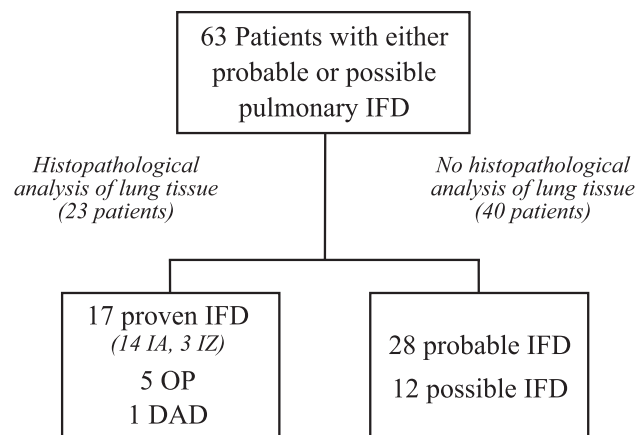 63 Patients with either
probable or possible
pulmonary IFD
Histopathological
analysis of lung tissue
(23 patients)
No histopathological
analysis of lung tissue
(40 patients)
17 proven IFD
(14 IA, 3 IZ)
5 OP
1 DAD
28 probable IFD
12 possible IFD